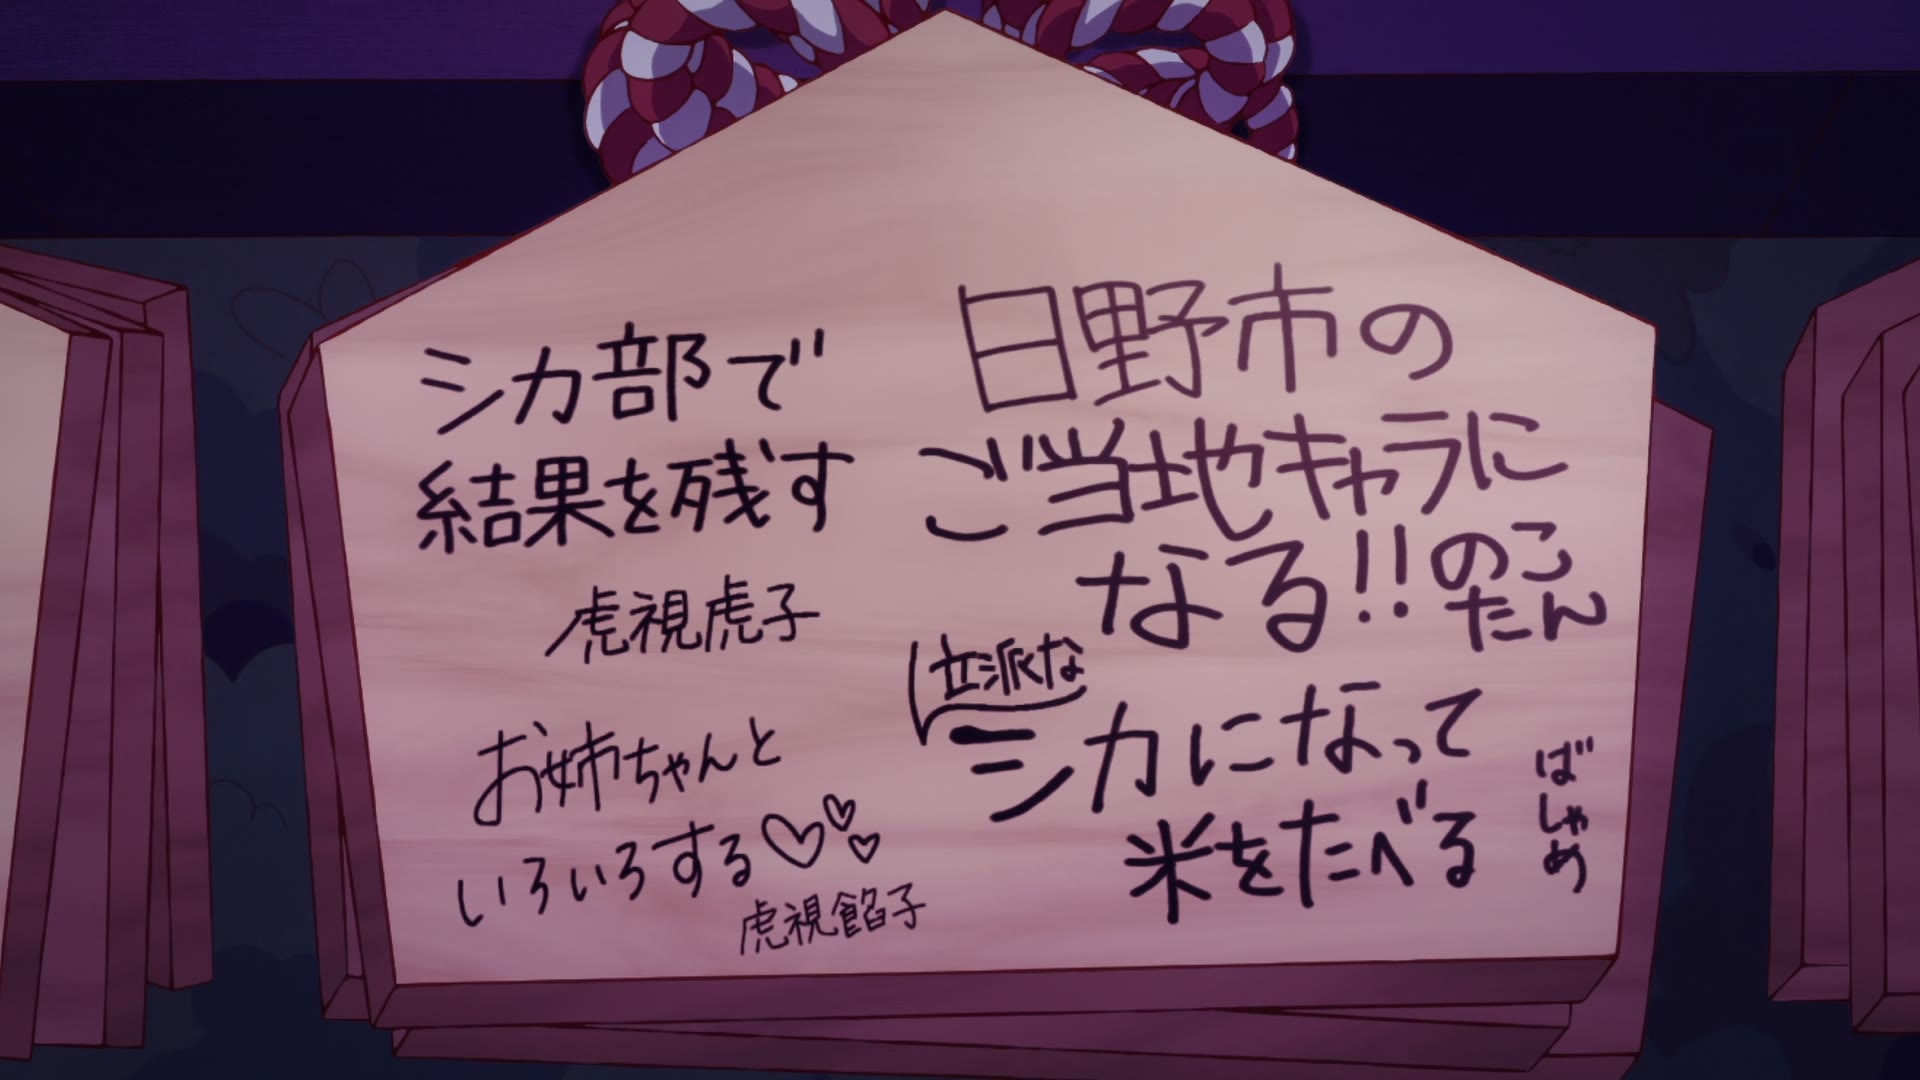 日野市の
ご当地キャラに
なる!!のこたん
立派な
シカになって
米をたべる
ばしゃめ
シカ部で
結果を残す
虎視虎子
お姉ちゃんと
いろいろする♡♡♡
虎視餡子